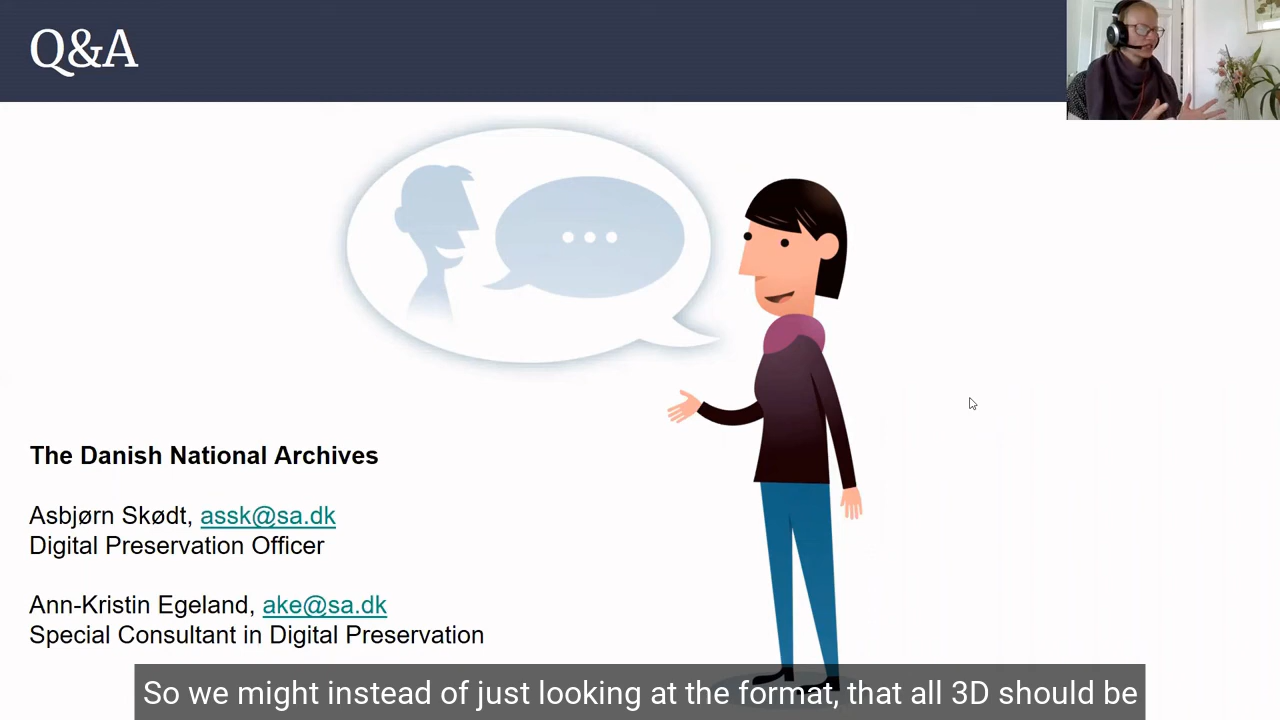 Q&A
The Danish National Archives
Asbjørn Skødt, assk@sa.dk
Digital Preservation Officer
Ann-Kristin Egeland, ake@sa.dk
Special Consultant in Digital Preservation
So we might instead of just looking at the format, that all 3D should be